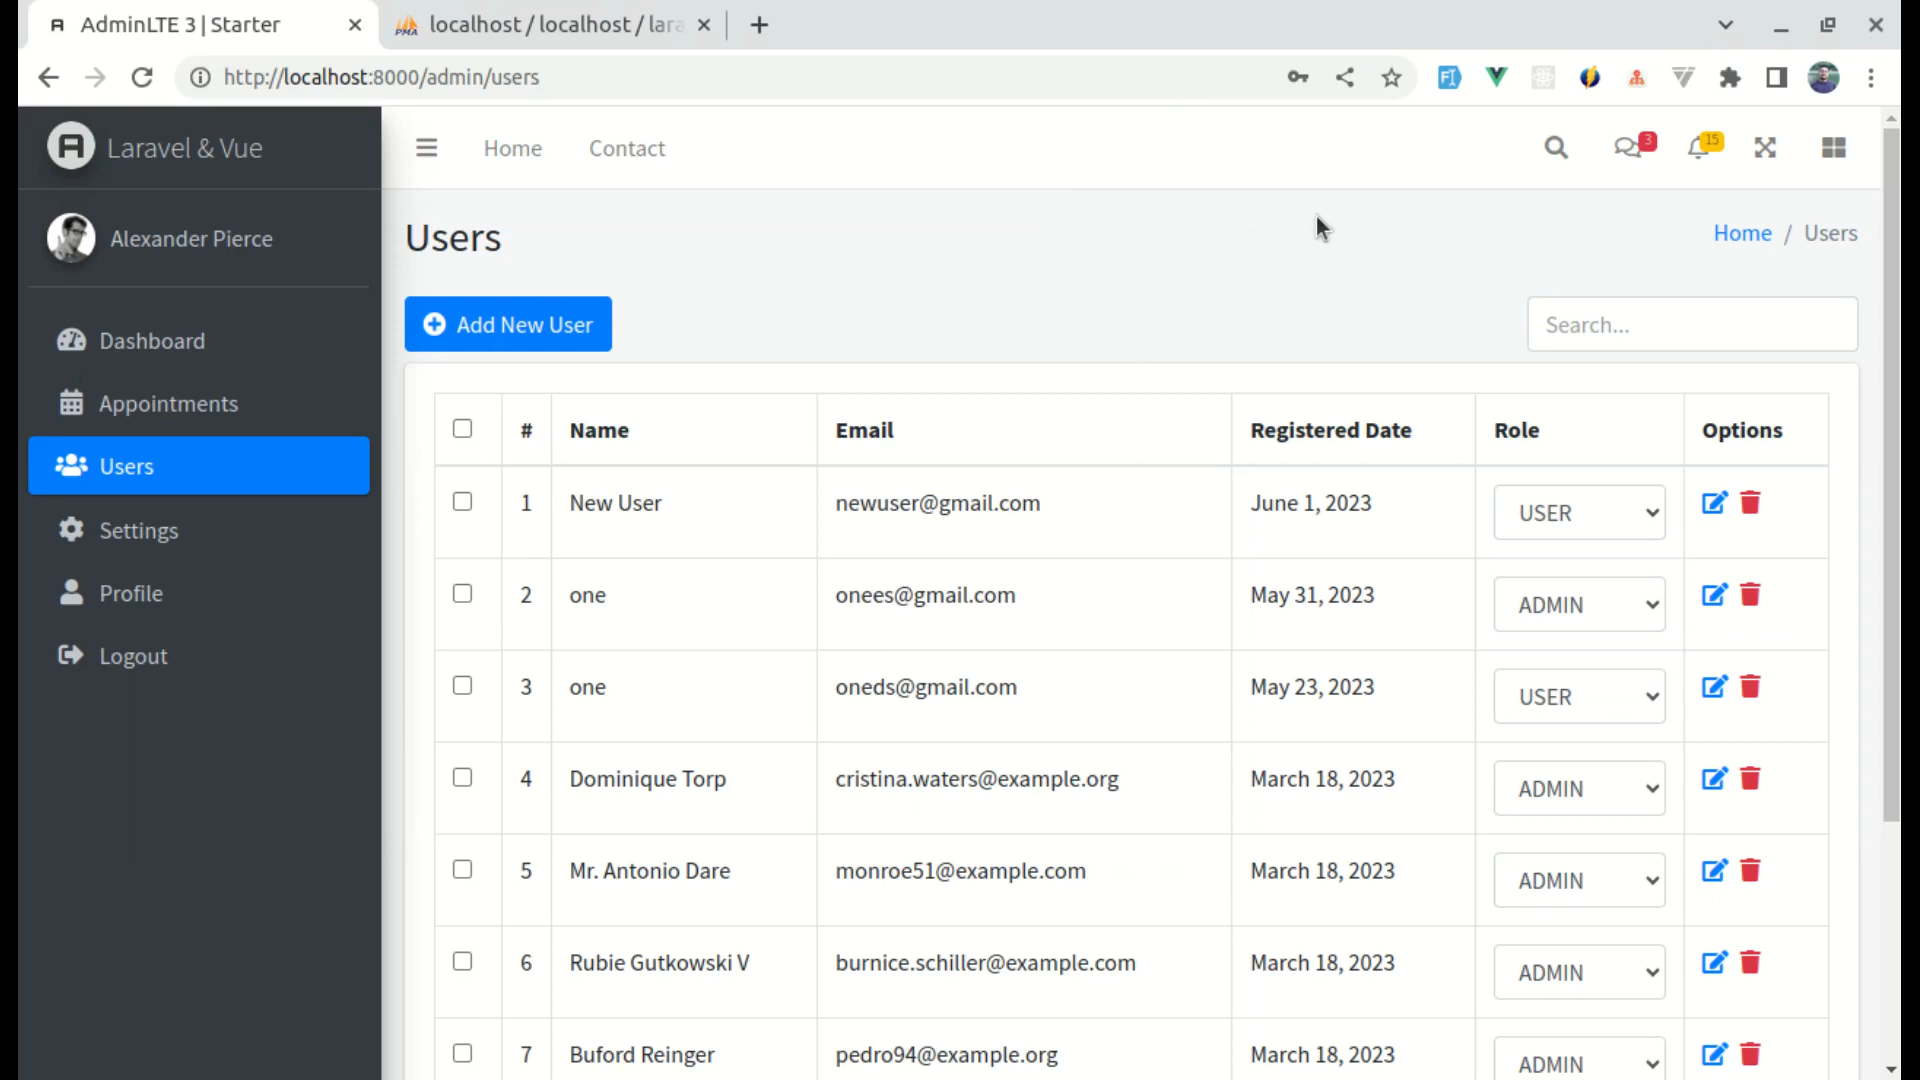 AdminLTE 3 | Starter
localhost / localhost / lara
http://localhost:8000/admin/users
Laravel & Vue
Home
Contact
3
15
Alexander Pierce
Users
Home / Users
Add New User
Search...
Dashboard
Appointments
Users
Settings
Profile
Logout
# Name Email Registered Date Role Options
1 New User newuser@gmail.com June 1, 2023 USER
2 one onees@gmail.com May 31, 2023 ADMIN
3 one oneds@gmail.com May 23, 2023 USER
4 Dominique Torp cristina.waters@example.org March 18, 2023 ADMIN
5 Mr. Antonio Dare monroe51@example.com March 18, 2023 ADMIN
6 Rubie Gutkowski V burnice.schiller@example.com March 18, 2023 ADMIN
7 Buford Reinger pedro94@example.org March 18, 2023 ADMIN